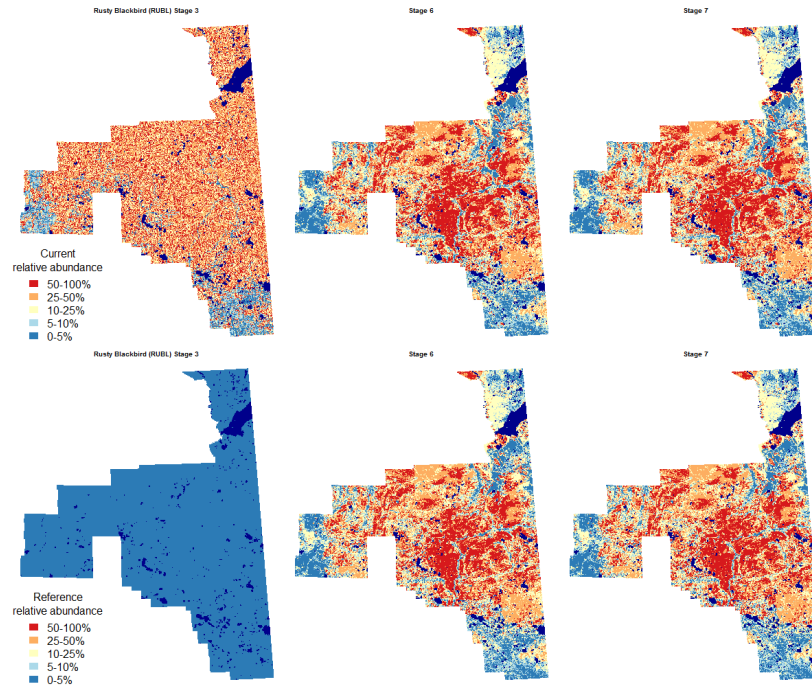 Rusty Blackbird (RUBL) Stage 3
Stage 6
Stage 7
Current
relative abundance
50-100%
25-50%
10-25%
5-10%
0-5%
Rusty Blackbird (RUBL) Stage 3
Stage 6
Stage 7
Reference
relative abundance
50-100%
25-50%
10-25%
5-10%
0-5%